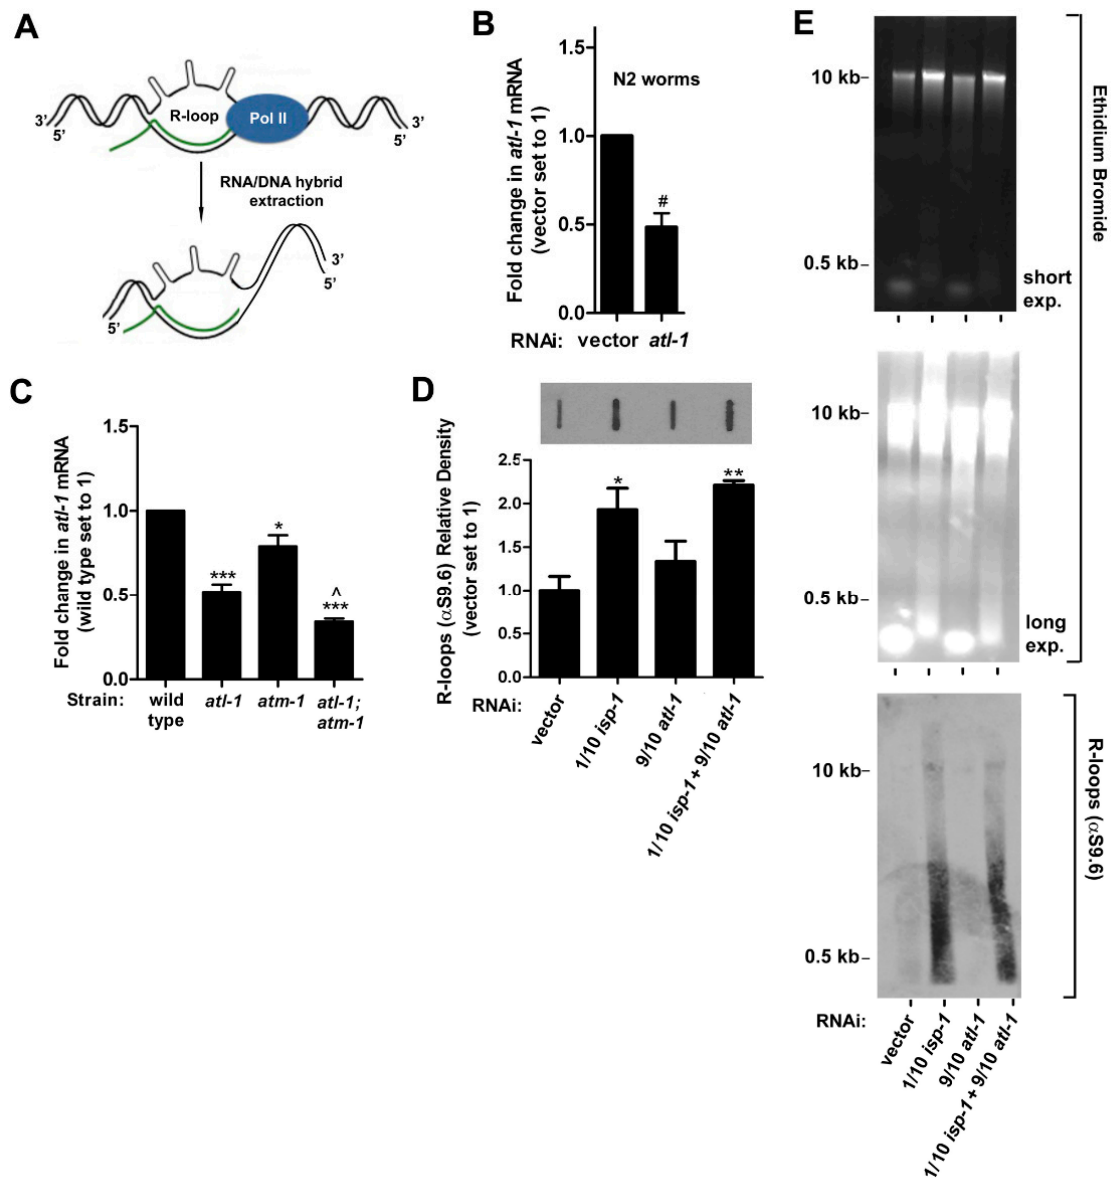 A
R-loop
Pol II
3’
5’
3’
5’
RNA/DNA hybrid
extraction
3’
5’
5’
B
Fold change in atl-1 mRNA
(vector set to 1)
1.5
1.0
0.5
0.0
N2 worms
#
RNAi: vector atl-1
C
Fold change in atl-1 mRNA
(wild type set to 1)
1.5
1.0
0.5
0.0
***
*
^
***
Strain: wild type atl-1 atm-1 atl-1; atm-1
D
R-loops (αS9.6) Relative Density
(vector set to 1)
2.5
2.0
1.5
1.0
0.5
0.0
*
**
RNAi:
vector
1/10 isp-1
9/10 atl-1
1/10 isp-1 + 9/10 atl-1
E
10 kb–
0.5 kb–
short
exp.
10 kb–
0.5 kb–
long
exp.
Ethidium Bromide
10 kb–
0.5 kb–
R-loops (αS9.6)
RNAi:
vector
1/10 isp-1
9/10 atl-1
1/10 isp-1 + 9/10 atl-1